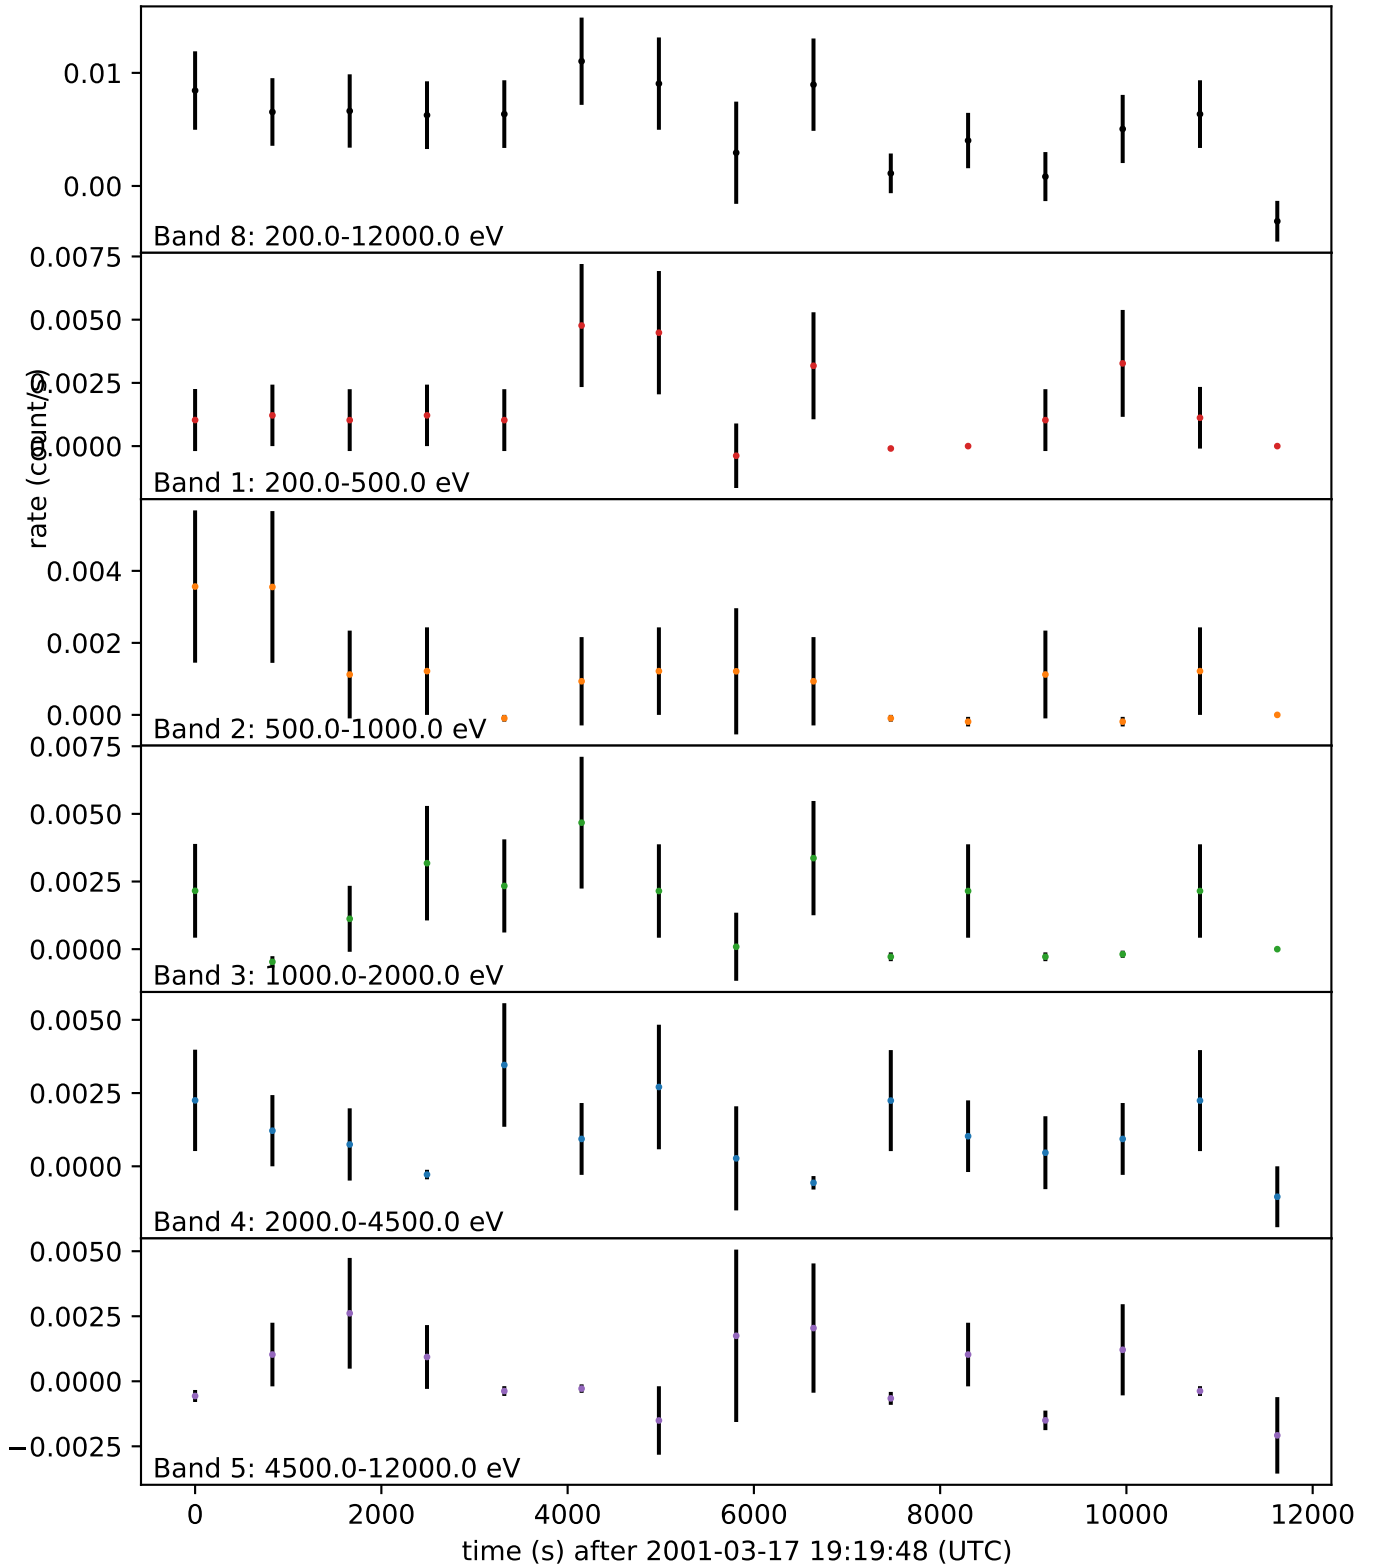 0.01
0.00
Band 8: 200.0-12000.0 eV
0.0075
0.0050
0.0025
0.0000
Band 1: 200.0-500.0 eV
rate (count/s)
0.004
0.002
0.000
Band 2: 500.0-1000.0 eV
0.0075
0.0050
0.0025
0.0000
Band 3: 1000.0-2000.0 eV
0.0050
0.0025
0.0000
Band 4: 2000.0-4500.0 eV
0.0050
0.0025
0.0000
−0.0025
Band 5: 4500.0-12000.0 eV
0 2000 4000 6000 8000 10000 12000
time (s) after 2001-03-17 19:19:48 (UTC)